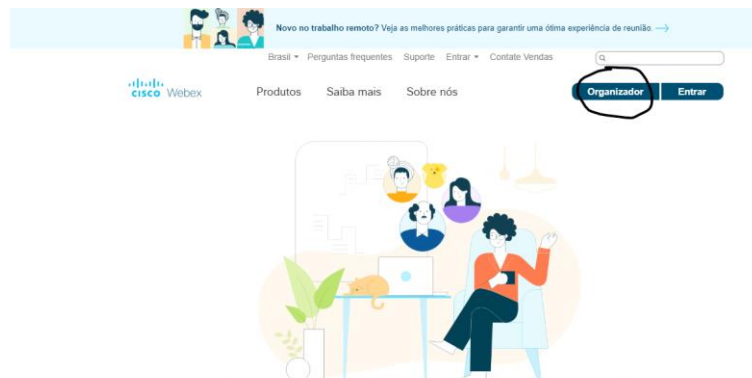 Novo no trabalho remoto? Veja as melhores práticas para garantir uma ótima experiência de reunião.
Brasil Perguntas frequentes Suporte Entrar Contate Vendas
CISCO Webex Produtos Saiba mais Sobre nós Organizador Entrar